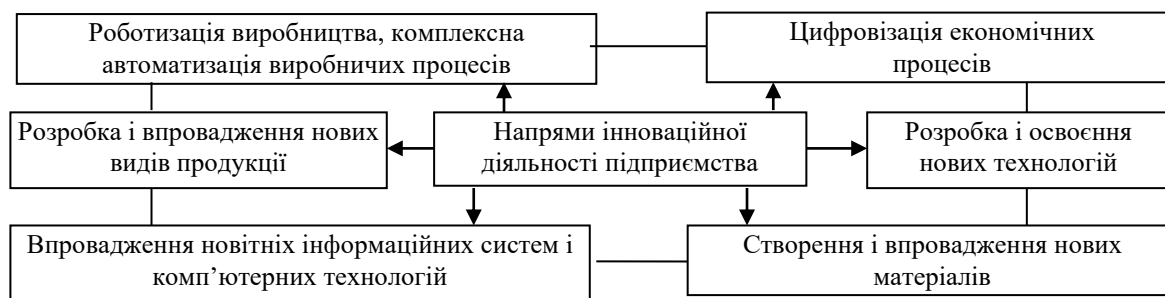 Роботизація виробництва, комплексна
автоматизація виробничих процесів
Цифровізація економічних
процесів
Розробка і впровадження нових
видів продукції
Напрями інноваційної
діяльності підприємства
Розробка і освоєння
нових технологій
Впровадження новітніх інформаційних систем і
комп’ютерних технологій
Створення і впровадження нових
матеріалів